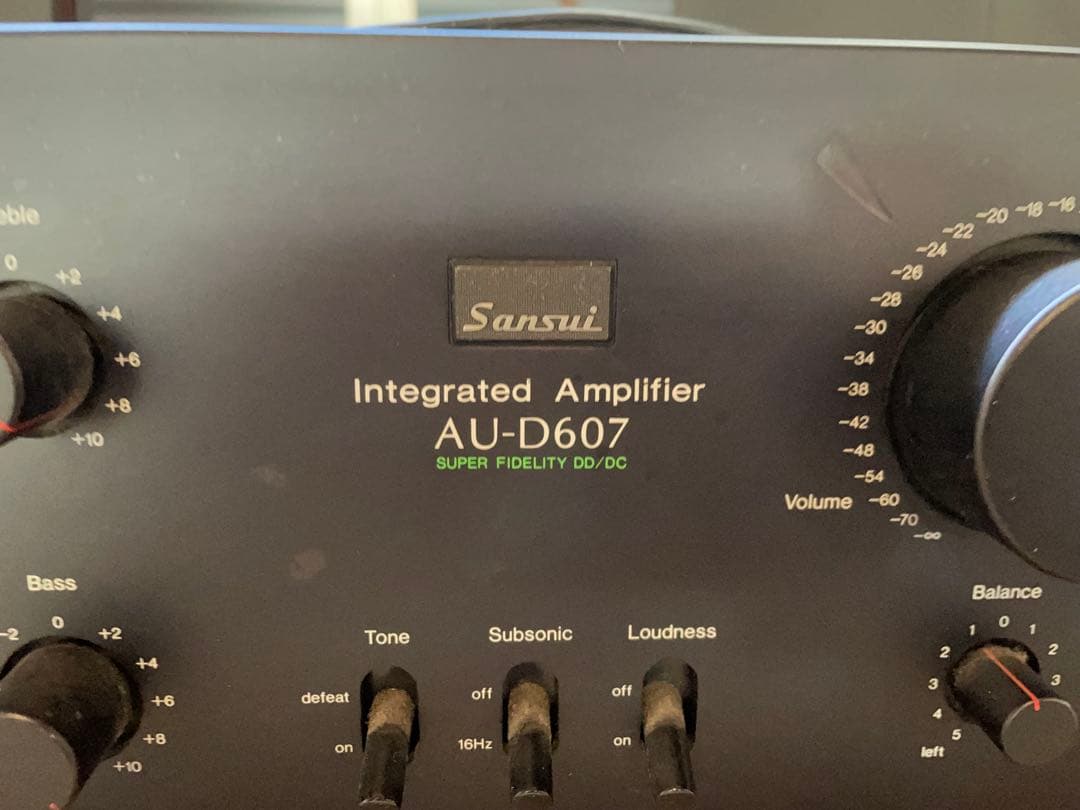 Sansui
Integrated Amplifier
AU-D607
SUPER FIDELITY DD/DC
0
+2
+4
+6
+8
+10
Bass
-2
0
+2
+4
+6
+8
+10
Tone
defeat
on
Subsonic
off
16Hz
Loudness
off
on
Volume
-16
-18
-20
-22
-24
-26
-28
-30
-34
-38
-42
-48
-54
-60
-70
-∞
Balance
0
1
2
3
4
5
left
1
2
3